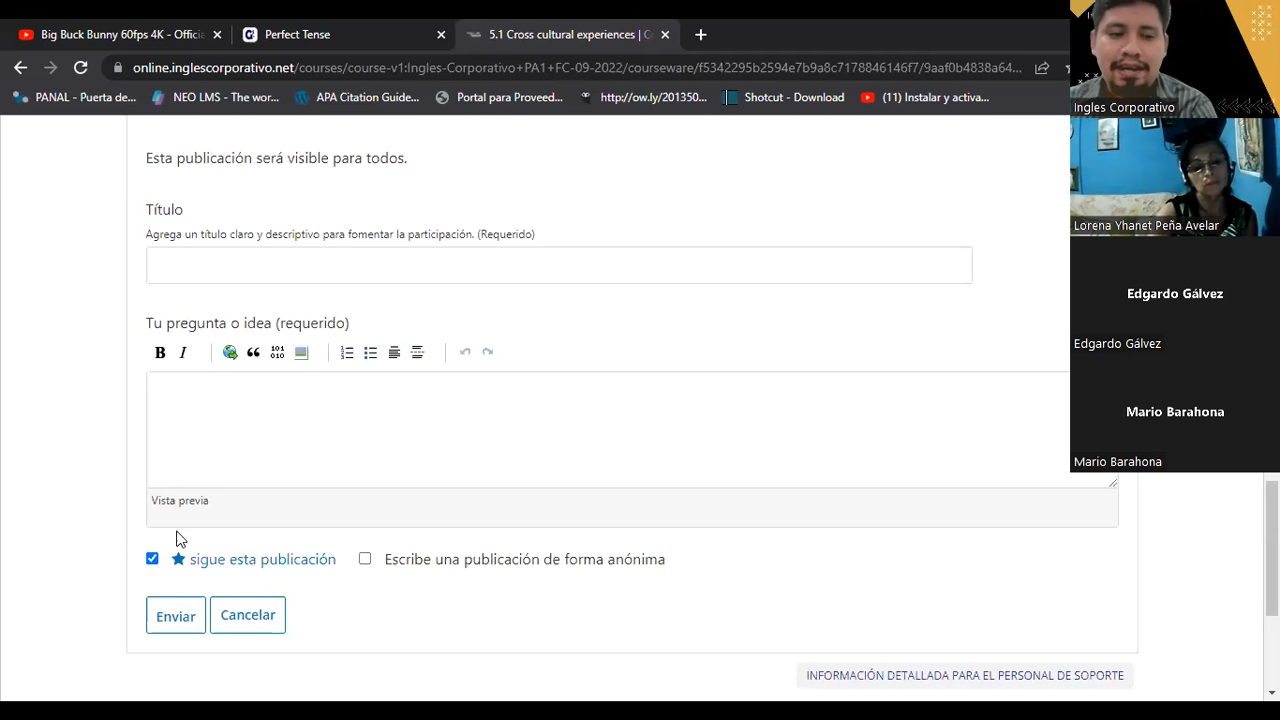 Big Buck Bunny 60fps 4K - Offici
Perfect Tense
5.1 Cross cultural experiences | C
online.inglescorporativo.net/courses/course-v1:Ingles-Corporativo+PA1+FC-09-2022/courseware/f5342295b2594e7b9a8c7178846146f7/9aaf0b4838a64...
PANAL - Puerta de...
NEO LMS - The wor...
APA Citation Guide...
Portal para Proveed...
http://ow.ly/201350...
Shotcut - Download
(11) Instalar y activa...
Ingles Corporativo
Lorena Yhanet Peña Avelar
Edgardo Gálvez
Edgardo Gálvez
Mario Barahona
Mario Barahona
Esta publicación será visible para todos.
Título
Agrega un título claro y descriptivo para fomentar la participación. (Requerido)
Tu pregunta o idea (requerido)
B I
101
010
Vista previa
sigue esta publicación
Escribe una publicación de forma anónima
Enviar
Cancelar
INFORMACIÓN DETALLADA PARA EL PERSONAL DE SOPORTE